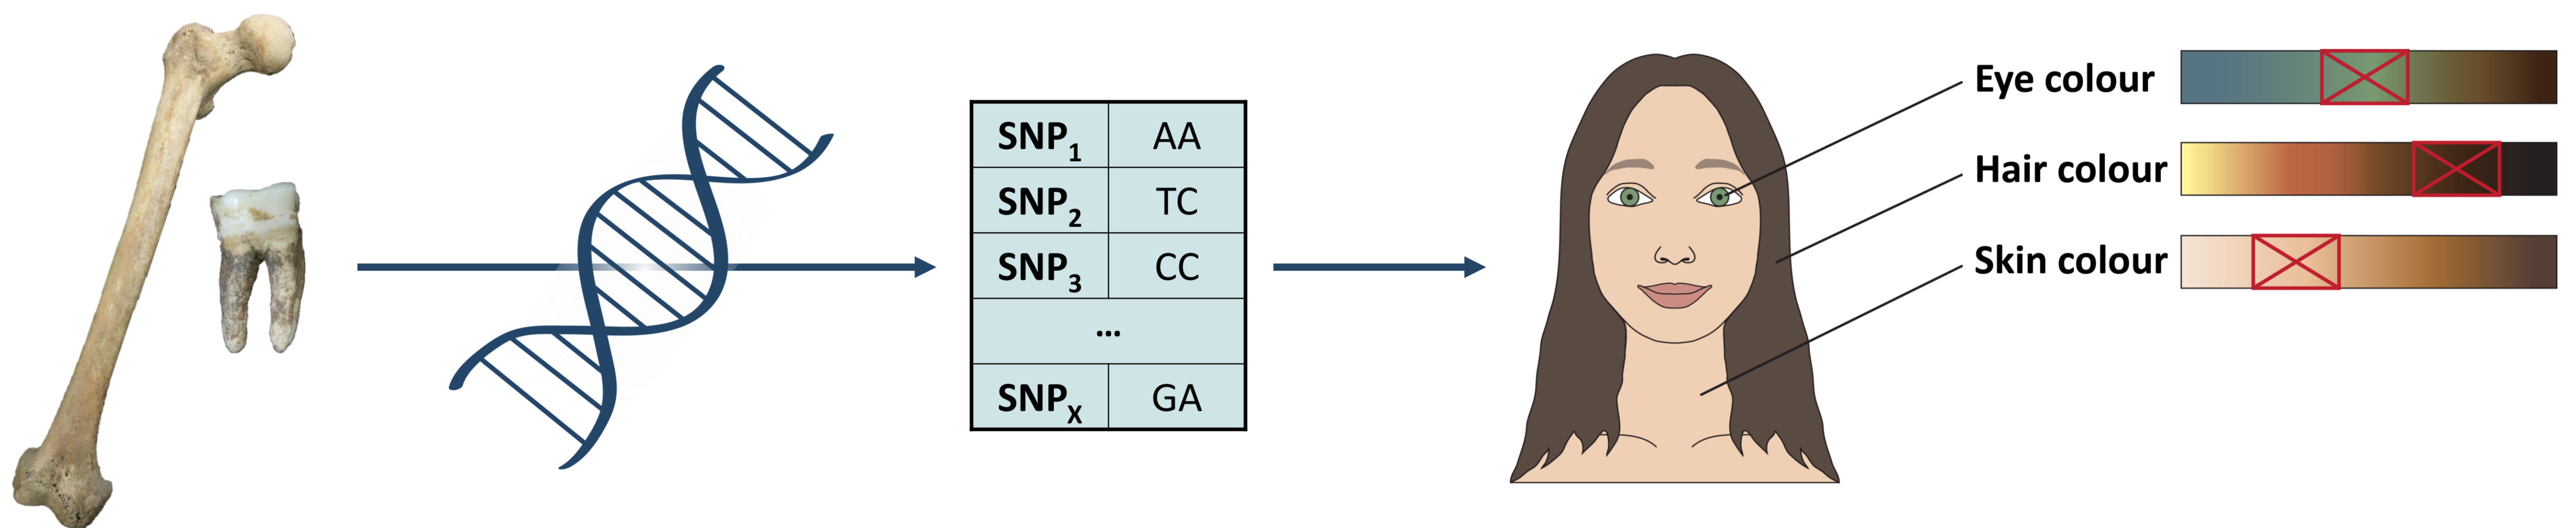 SNP₁ AA
SNP₂ TC
SNP₃ CC
...
SNPₓ GA
Eye colour
Hair colour
Skin colour